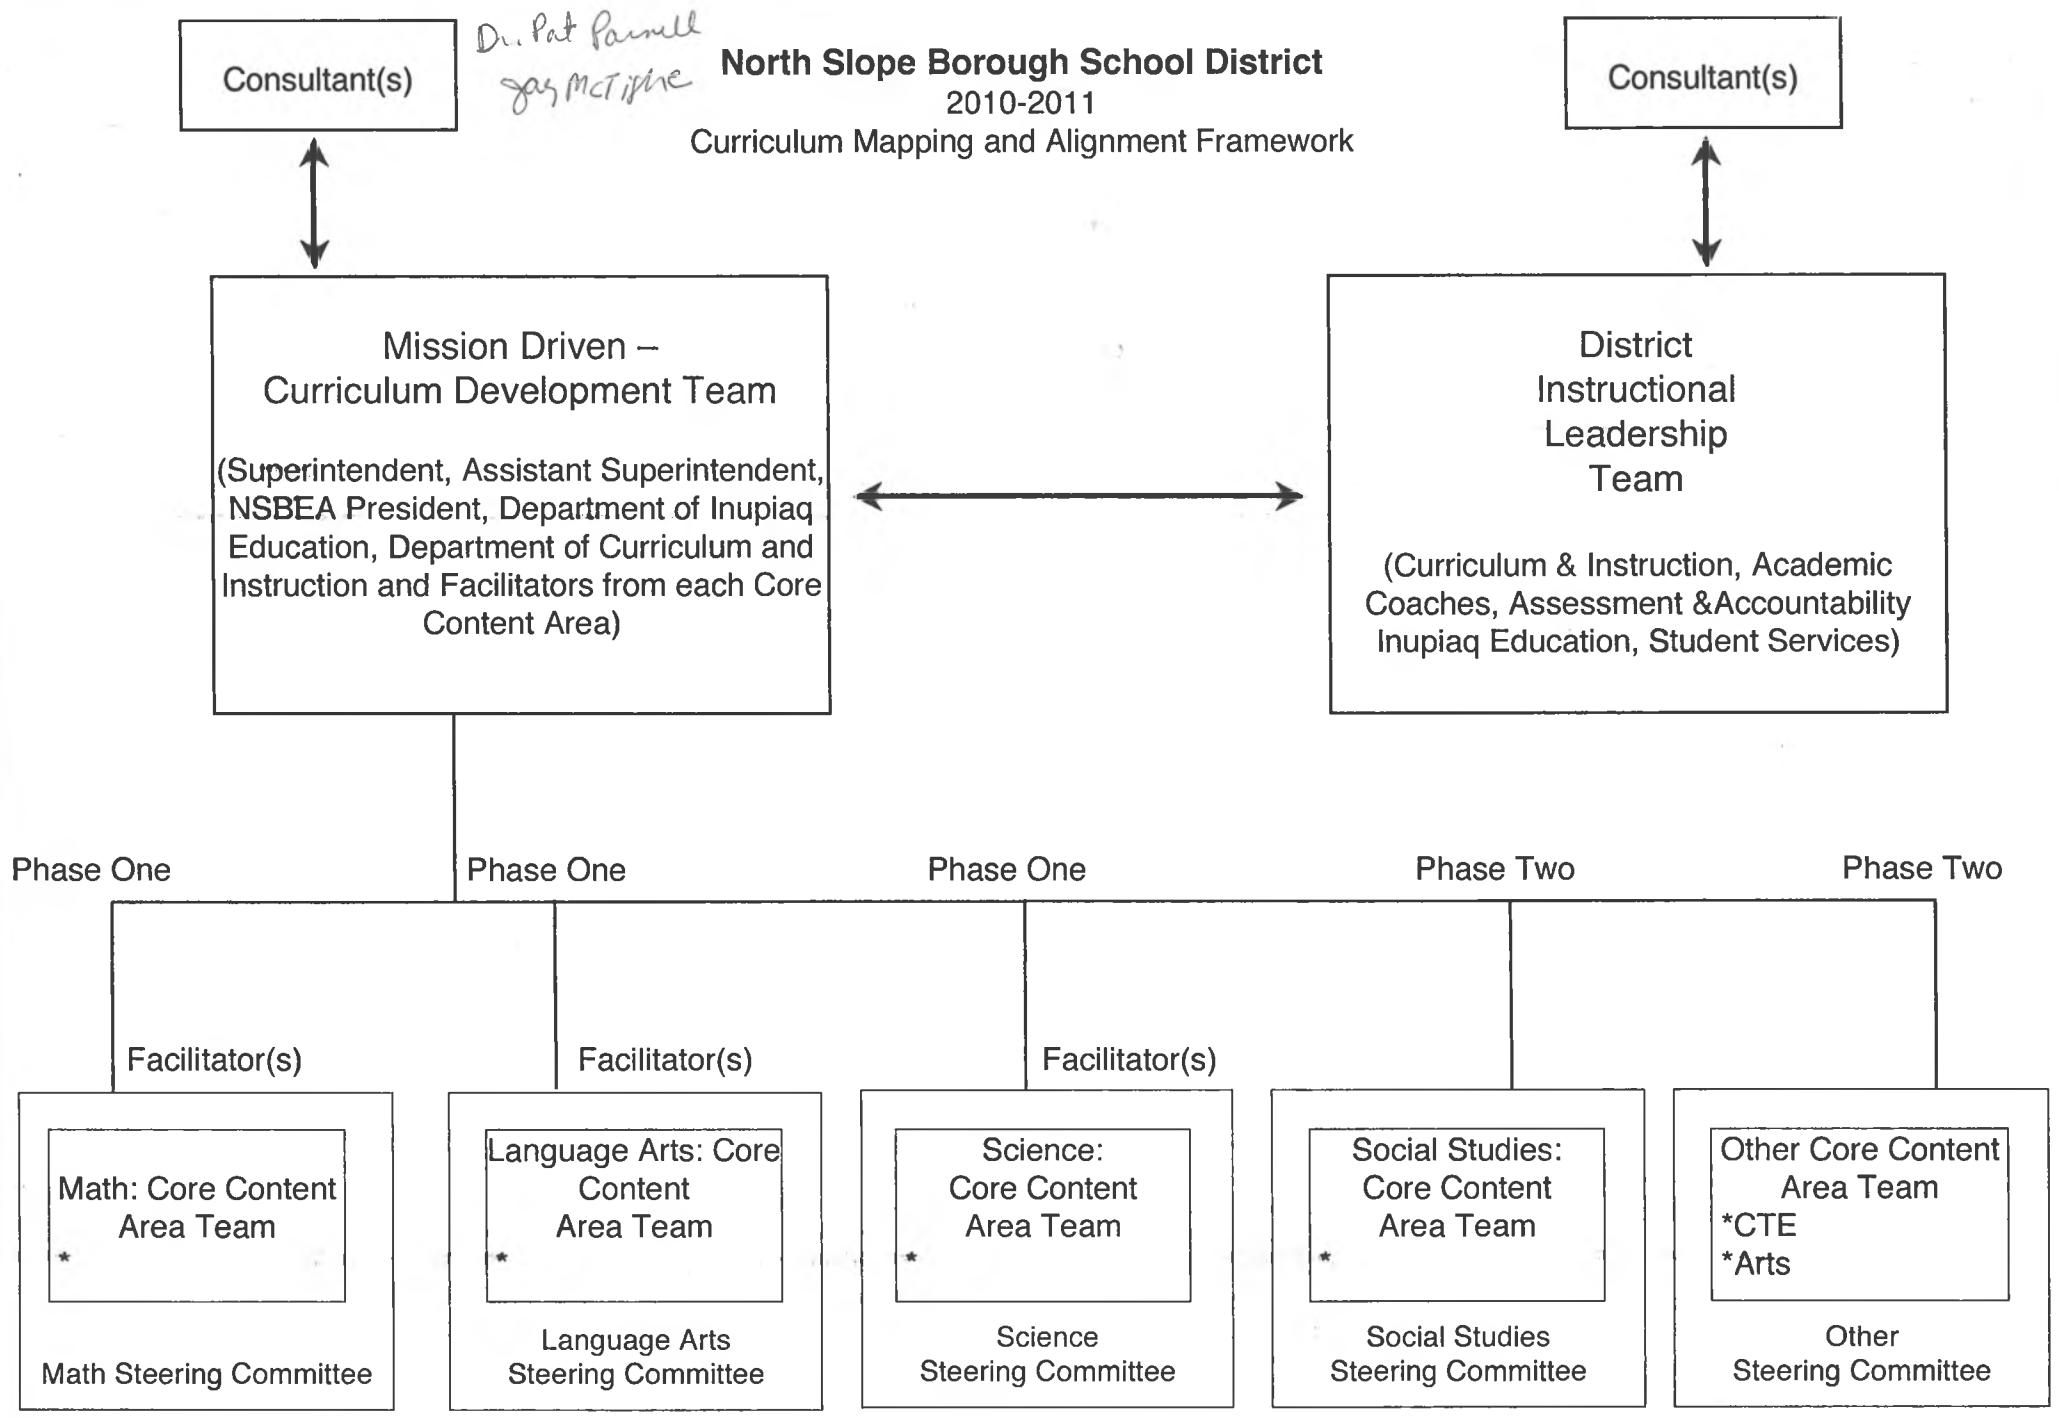 Consultant(s)
Dr. Pat Parnell
Jay McTighe
North Slope Borough School District
2010-2011
Curriculum Mapping and Alignment Framework
Consultant(s)
Mission Driven –
Curriculum Development Team
(Superintendent, Assistant Superintendent,
NSBEA President, Department of Inupiaq
Education, Department of Curriculum and
Instruction and Facilitators from each Core
Content Area)
District
Instructional
Leadership
Team
(Curriculum & Instruction, Academic
Coaches, Assessment &Accountability
Inupiaq Education, Student Services)
Phase One
Phase One
Phase One
Phase Two
Phase Two
Facilitator(s)
Facilitator(s)
Facilitator(s)
Math: Core Content
Area Team
*
Math Steering Committee
Language Arts: Core
Content
Area Team
*
Language Arts
Steering Committee
Science:
Core Content
Area Team
*
Science
Steering Committee
Social Studies:
Core Content
Area Team
*
Social Studies
Steering Committee
Other Core Content
Area Team
*CTE
*Arts
Other
Steering Committee